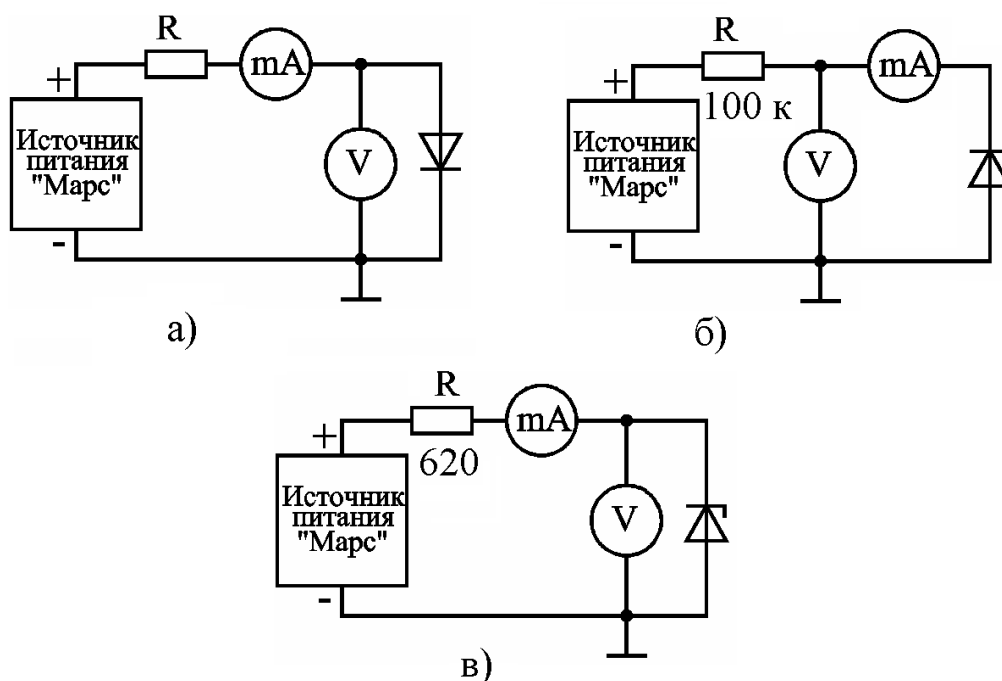 R
mA
+
Источник
питания
"Марс"
V
-
а)
R
100 к
mA
+
Источник
питания
"Марс"
V
-
б)
R
620
mA
+
Источник
питания
"Марс"
V
-
в)